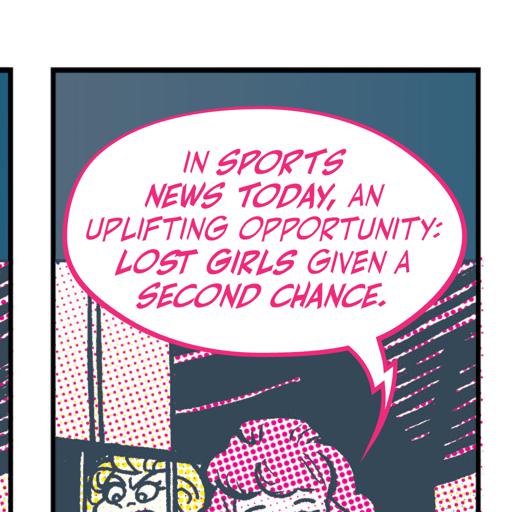 IN SPORTS
NEWS TODAY, AN
UPLIFTING OPPORTUNITY:
LOST GIRLS GIVEN A
SECOND CHANCE.